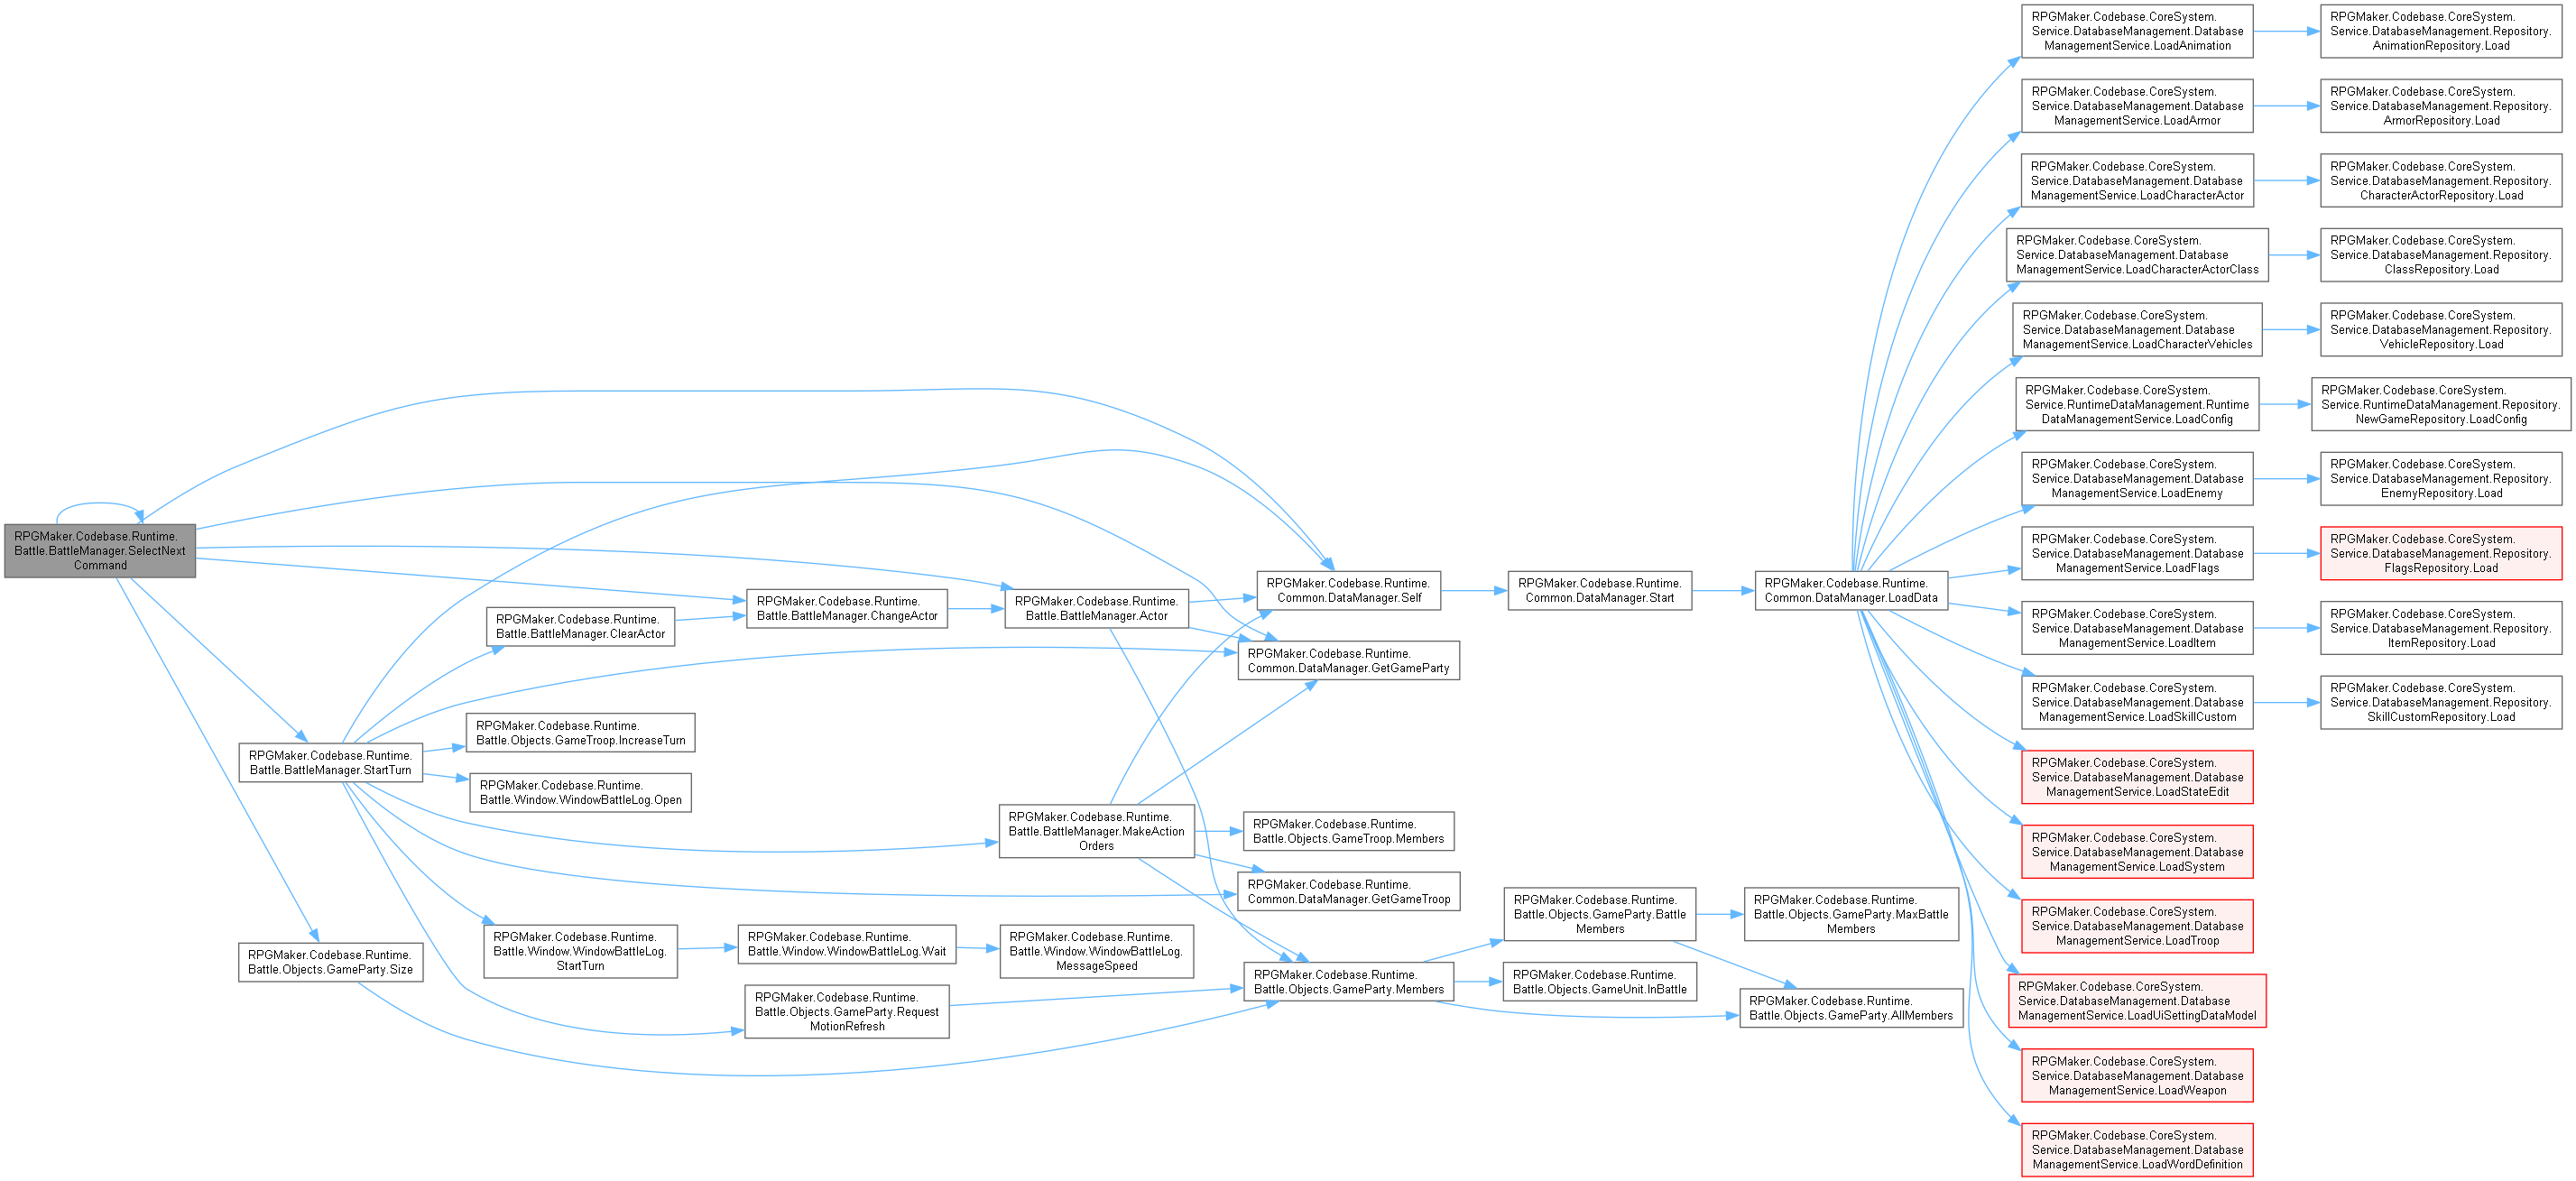 RPGMaker.Codebase.Runtime.
Battle.BattleManager.SelectNext
Command
RPGMaker.Codebase.Runtime.
Battle.BattleManager.StartTurn
RPGMaker.Codebase.Runtime.
Battle.Objects.GameParty.Size
RPGMaker.Codebase.Runtime.
Battle.BattleManager.ClearActor
RPGMaker.Codebase.Runtime.
Battle.Objects.GameTroop.IncreaseTurn
RPGMaker.Codebase.Runtime.
Battle.Window.WindowBattleLog.Open
RPGMaker.Codebase.Runtime.
Battle.Window.WindowBattleLog.
StartTurn
RPGMaker.Codebase.Runtime.
Battle.BattleManager.ChangeActor
RPGMaker.Codebase.Runtime.
Battle.Window.WindowBattleLog.Wait
RPGMaker.Codebase.Runtime.
Battle.Objects.GameParty.Request
MotionRefresh
RPGMaker.Codebase.Runtime.
Battle.BattleManager.Actor
RPGMaker.Codebase.Runtime.
Battle.BattleManager.MakeAction
Orders
RPGMaker.Codebase.Runtime.
Battle.Window.WindowBattleLog.
MessageSpeed
RPGMaker.Codebase.Runtime.
Common.DataManager.Self
RPGMaker.Codebase.Runtime.
Common.DataManager.GetGameParty
RPGMaker.Codebase.Runtime.
Battle.Objects.GameTroop.Members
RPGMaker.Codebase.Runtime.
Common.DataManager.GetGameTroop
RPGMaker.Codebase.Runtime.
Battle.Objects.GameParty.Members
RPGMaker.Codebase.Runtime.
Common.DataManager.Start
RPGMaker.Codebase.Runtime.
Battle.Objects.GameParty.Battle
Members
RPGMaker.Codebase.Runtime.
Battle.Objects.GameUnit.InBattle
RPGMaker.Codebase.Runtime.
Common.DataManager.LoadData
RPGMaker.Codebase.Runtime.
Battle.Objects.GameParty.MaxBattle
Members
RPGMaker.Codebase.Runtime.
Battle.Objects.GameParty.AllMembers
RPGMaker.Codebase.CoreSystem.
Service.DatabaseManagement.Database
ManagementService.LoadAnimation
RPGMaker.Codebase.CoreSystem.
Service.DatabaseManagement.Repository.
AnimationRepository.Load
RPGMaker.Codebase.CoreSystem.
Service.DatabaseManagement.Database
ManagementService.LoadArmor
RPGMaker.Codebase.CoreSystem.
Service.DatabaseManagement.Repository.
ArmorRepository.Load
RPGMaker.Codebase.CoreSystem.
Service.DatabaseManagement.Database
ManagementService.LoadCharacterActor
RPGMaker.Codebase.CoreSystem.
Service.DatabaseManagement.Repository.
CharacterActorRepository.Load
RPGMaker.Codebase.CoreSystem.
Service.DatabaseManagement.Database
ManagementService.LoadCharacterActorClass
RPGMaker.Codebase.CoreSystem.
Service.DatabaseManagement.Repository.
ClassRepository.Load
RPGMaker.Codebase.CoreSystem.
Service.DatabaseManagement.Database
ManagementService.LoadCharacterVehicles
RPGMaker.Codebase.CoreSystem.
Service.DatabaseManagement.Repository.
VehicleRepository.Load
RPGMaker.Codebase.CoreSystem.
Service.RuntimeDataManagement.Runtime
DataManagementService.LoadConfig
RPGMaker.Codebase.CoreSystem.
Service.RuntimeDataManagement.Repository.
NewGameRepository.LoadConfig
RPGMaker.Codebase.CoreSystem.
Service.DatabaseManagement.Database
ManagementService.LoadEnemy
RPGMaker.Codebase.CoreSystem.
Service.DatabaseManagement.Repository.
EnemyRepository.Load
RPGMaker.Codebase.CoreSystem.
Service.DatabaseManagement.Database
ManagementService.LoadFlags
RPGMaker.Codebase.CoreSystem.
Service.DatabaseManagement.Repository.
FlagsRepository.Load
RPGMaker.Codebase.CoreSystem.
Service.DatabaseManagement.Database
ManagementService.LoadItem
RPGMaker.Codebase.CoreSystem.
Service.DatabaseManagement.Repository.
ItemRepository.Load
RPGMaker.Codebase.CoreSystem.
Service.DatabaseManagement.Database
ManagementService.LoadSkillCustom
RPGMaker.Codebase.CoreSystem.
Service.DatabaseManagement.Repository.
SkillCustomRepository.Load
RPGMaker.Codebase.CoreSystem.
Service.DatabaseManagement.Database
ManagementService.LoadStateEdit
RPGMaker.Codebase.CoreSystem.
Service.DatabaseManagement.Database
ManagementService.LoadSystem
RPGMaker.Codebase.CoreSystem.
Service.DatabaseManagement.Database
ManagementService.LoadTroop
RPGMaker.Codebase.CoreSystem.
Service.DatabaseManagement.Database
ManagementService.LoadUiSettingDataModel
RPGMaker.Codebase.CoreSystem.
Service.DatabaseManagement.Database
ManagementService.LoadWeapon
RPGMaker.Codebase.CoreSystem.
Service.DatabaseManagement.Database
ManagementService.LoadWordDefinition